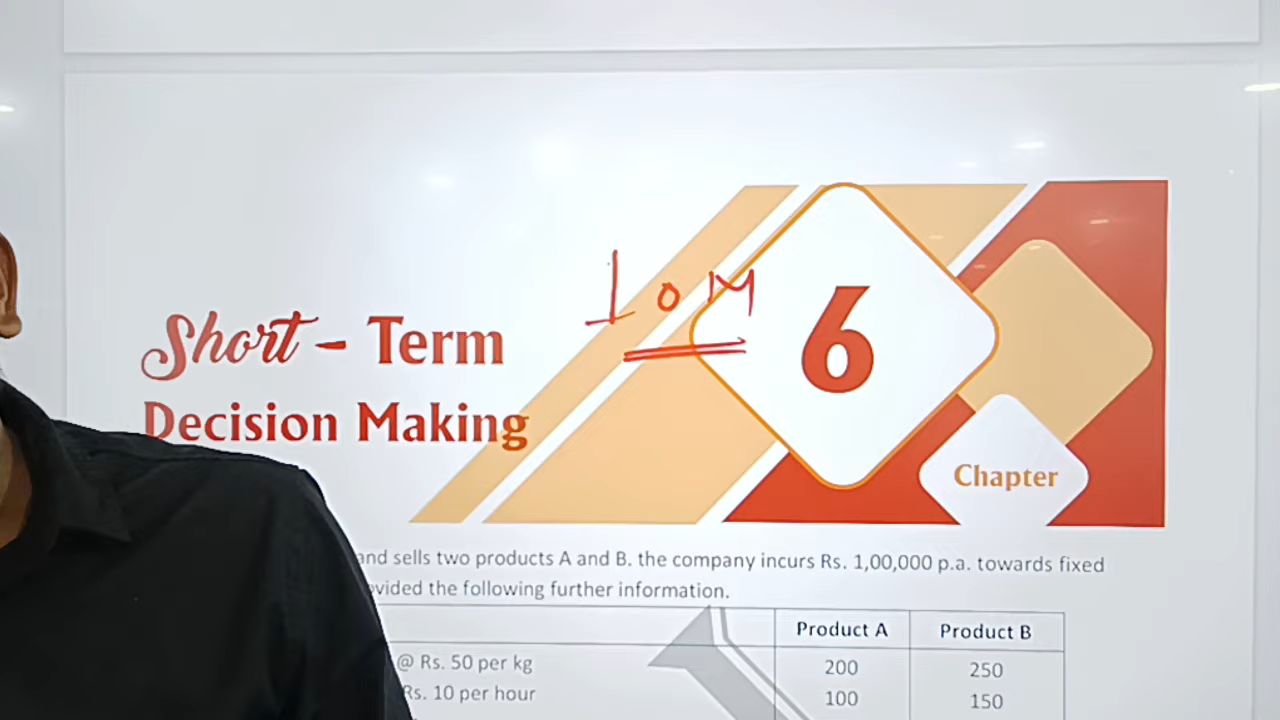 Short - Term
Decision Making
10M
6
Chapter
and sells two products A and B. the company incurs Rs. 1,00,000 p.a. towards fixed
the following further information.
Product A Product B
@ Rs. 50 per kg 200 250
Rs. 10 per hour 100 150